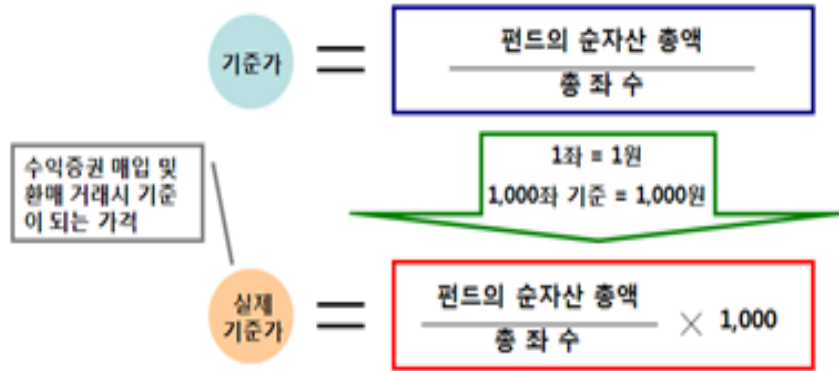 기준가
=
펀드의 순자산 총액
총 좌 수
수익증권 매입 및
환매 거래시 기준
이 되는 가격
1좌 = 1원
1,000좌 기준 = 1,000원
실제
기준가
=
펀드의 순자산 총액
총 좌 수
× 1,000